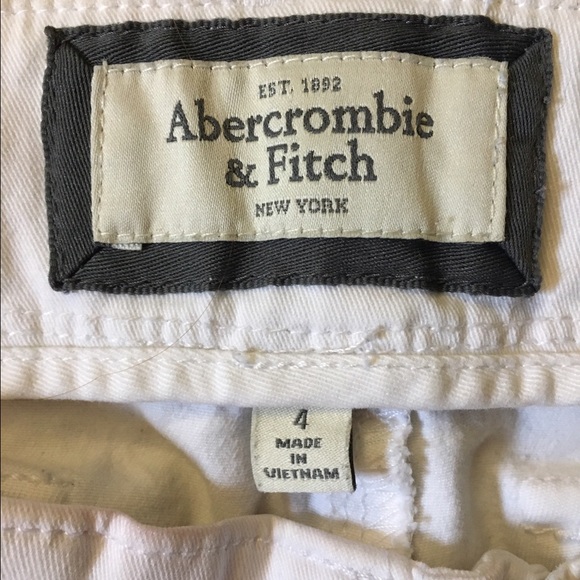 EST. 1892
Abercrombie
& Fitch
NEW YORK
4
MADE
IN
VIETNAM